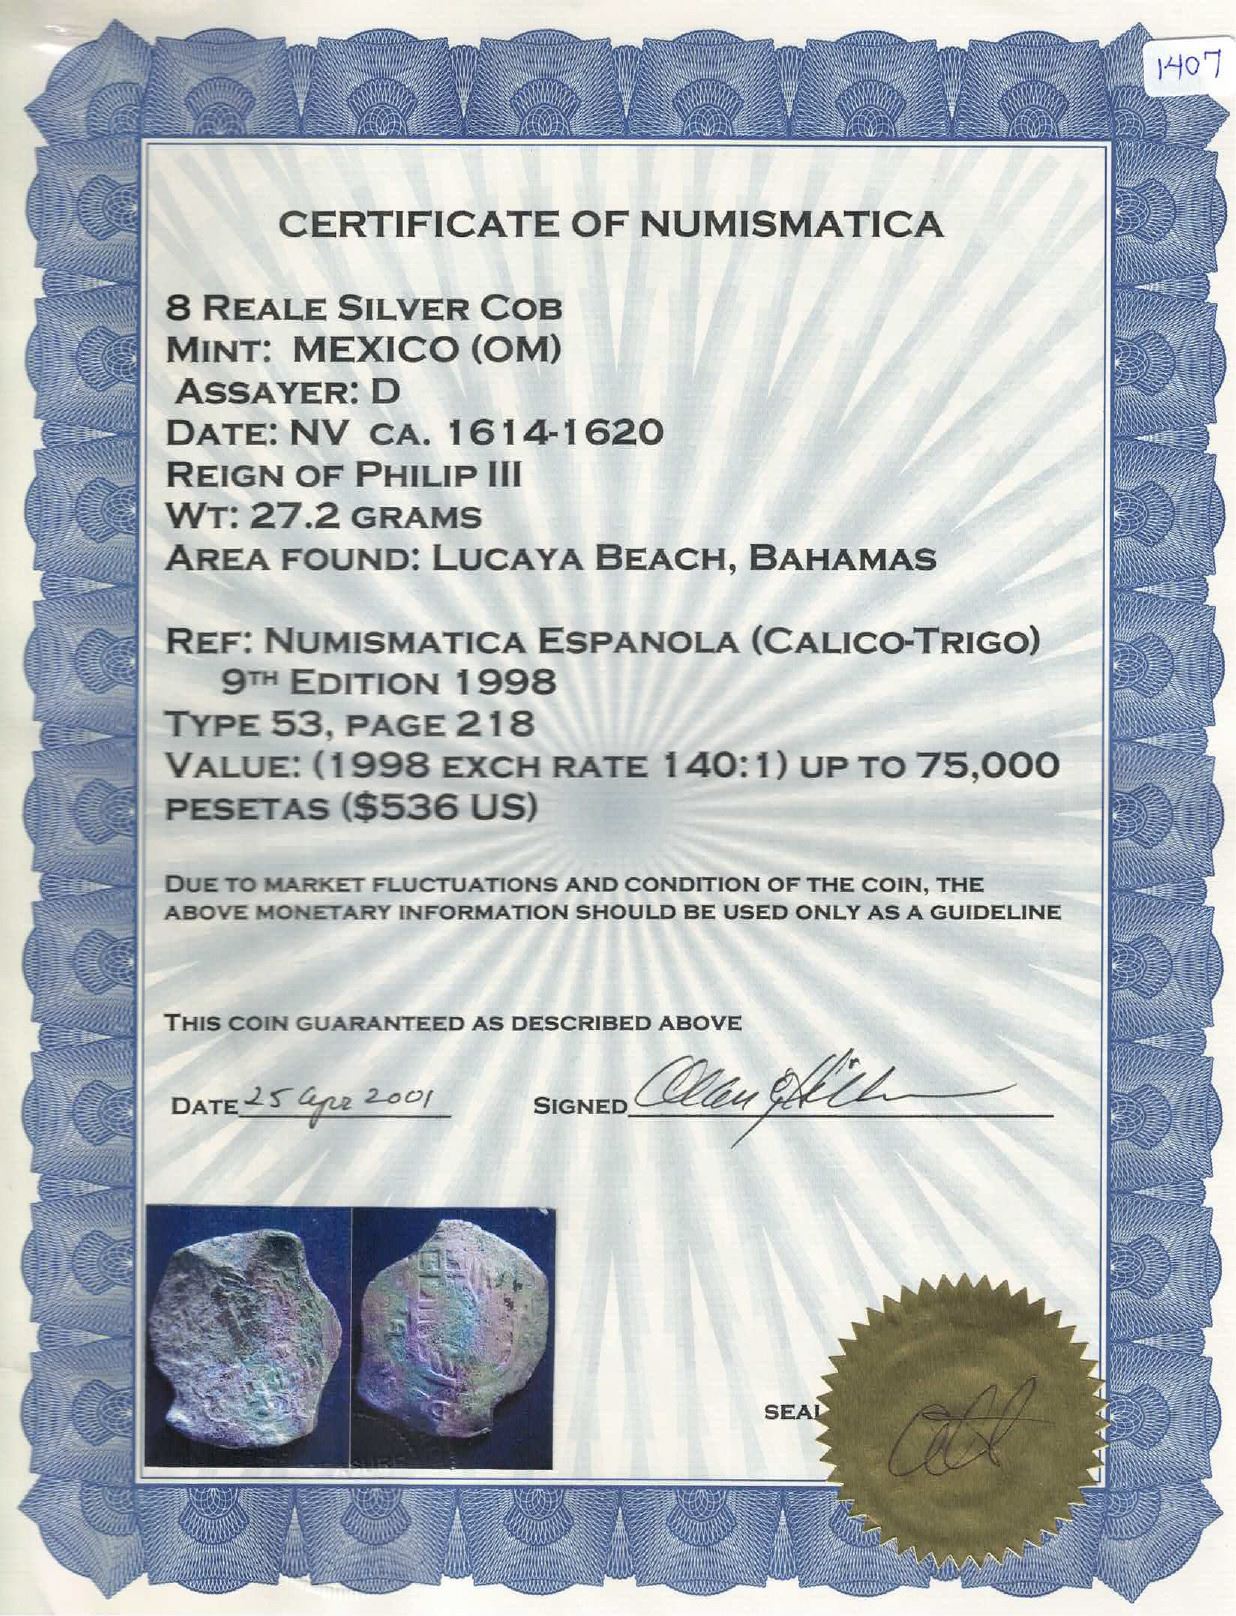 1407
CERTIFICATE OF NUMISMATICA
8 REALE SILVER COB
MINT: MEXICO (OM)
ASSAYER: D
DATE: NV CA. 1614-1620
REIGN OF PHILIP III
WT: 27.2 GRAMS
AREA FOUND: LUCAYA BEACH, BAHAMAS
REF: NUMISMATICA ESPANOLA (CALICO-TRIGO)
9TH EDITION 1998
TYPE 53, PAGE 218
VALUE: (1998 EXCH RATE 140:1) UP TO 75,000
PESETAS ($536 US)
DUE TO MARKET FLUCTUATIONS AND CONDITION OF THE COIN, THE
ABOVE MONETARY INFORMATION SHOULD BE USED ONLY AS A GUIDELINE
THIS COIN GUARANTEED AS DESCRIBED ABOVE
DATE 25 Apr 2001 SIGNED
SEAL